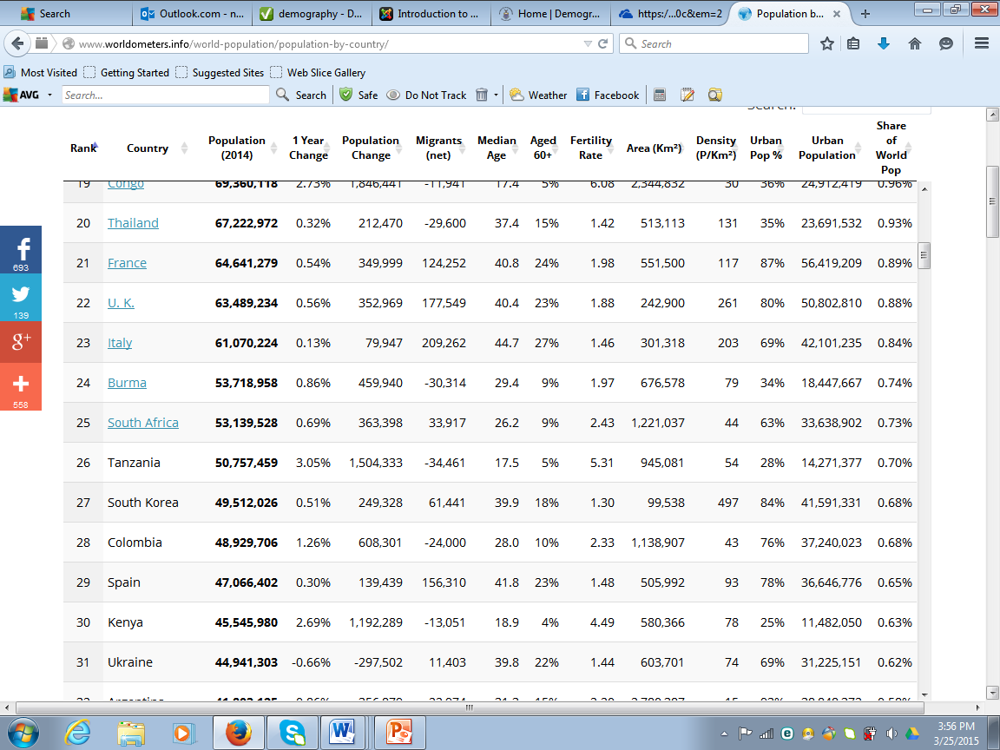 Search Outlook.com - n... demography - D... Introduction to ... Home | Demogr... https:/...0c&em=2 Population b...
www.worldometers.info/world-population/population-by-country/ Search
Most Visited Getting Started Suggested Sites Web Slice Gallery
AVG Search... Search Safe Do Not Track Weather Facebook
Search:
Rank Country Population (2014) 1 Year Change Population Change Migrants (net) Median Age Aged 60+ Fertility Rate Area (Km²) Density (P/Km²) Urban Pop % Urban Population Share of World Pop
19 Congo 69,360,118 2.73% 1,846,441 -11,941 17.4 5% 6.08 2,344,832 30 36% 24,912,419 0.96%
20 Thailand 67,222,972 0.32% 212,470 -29,600 37.4 15% 1.42 513,113 131 35% 23,691,532 0.93%
21 France 64,641,279 0.54% 349,999 124,252 40.8 24% 1.98 551,500 117 87% 56,419,209 0.89%
22 U. K. 63,489,234 0.56% 352,969 177,549 40.4 23% 1.88 242,900 261 80% 50,802,810 0.88%
23 Italy 61,070,224 0.13% 79,947 209,262 44.7 27% 1.46 301,318 203 69% 42,101,235 0.84%
24 Burma 53,718,958 0.86% 459,940 -30,314 29.4 9% 1.97 676,578 79 34% 18,447,667 0.74%
25 South Africa 53,139,528 0.69% 363,398 33,917 26.2 9% 2.43 1,221,037 44 63% 33,638,902 0.73%
26 Tanzania 50,757,459 3.05% 1,504,333 -34,461 17.5 5% 5.31 945,081 54 28% 14,271,377 0.70%
27 South Korea 49,512,026 0.51% 249,328 61,441 39.9 18% 1.30 99,538 497 84% 41,591,331 0.68%
28 Colombia 48,929,706 1.26% 608,301 -24,000 28.0 10% 2.33 1,138,907 43 76% 37,240,023 0.68%
29 Spain 47,066,402 0.30% 139,439 156,310 41.8 23% 1.48 505,992 93 78% 36,646,776 0.65%
30 Kenya 45,545,980 2.69% 1,192,289 -13,051 18.9 4% 4.49 580,366 78 25% 11,482,050 0.63%
31 Ukraine 44,941,303 -0.66% -297,502 11,403 39.8 22% 1.44 603,701 74 69% 31,225,151 0.62%
f
693
139
g+
558
3:56 PM
3/25/2015